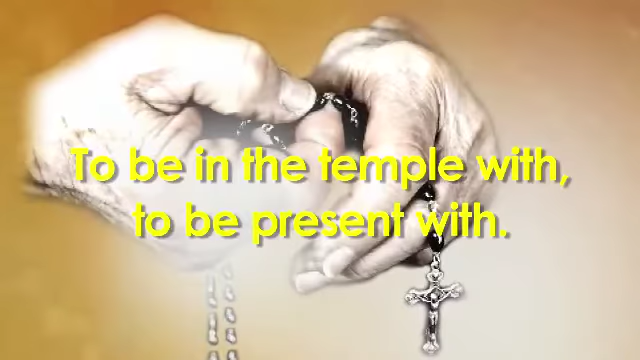 To be in the temple with,
to be present with.